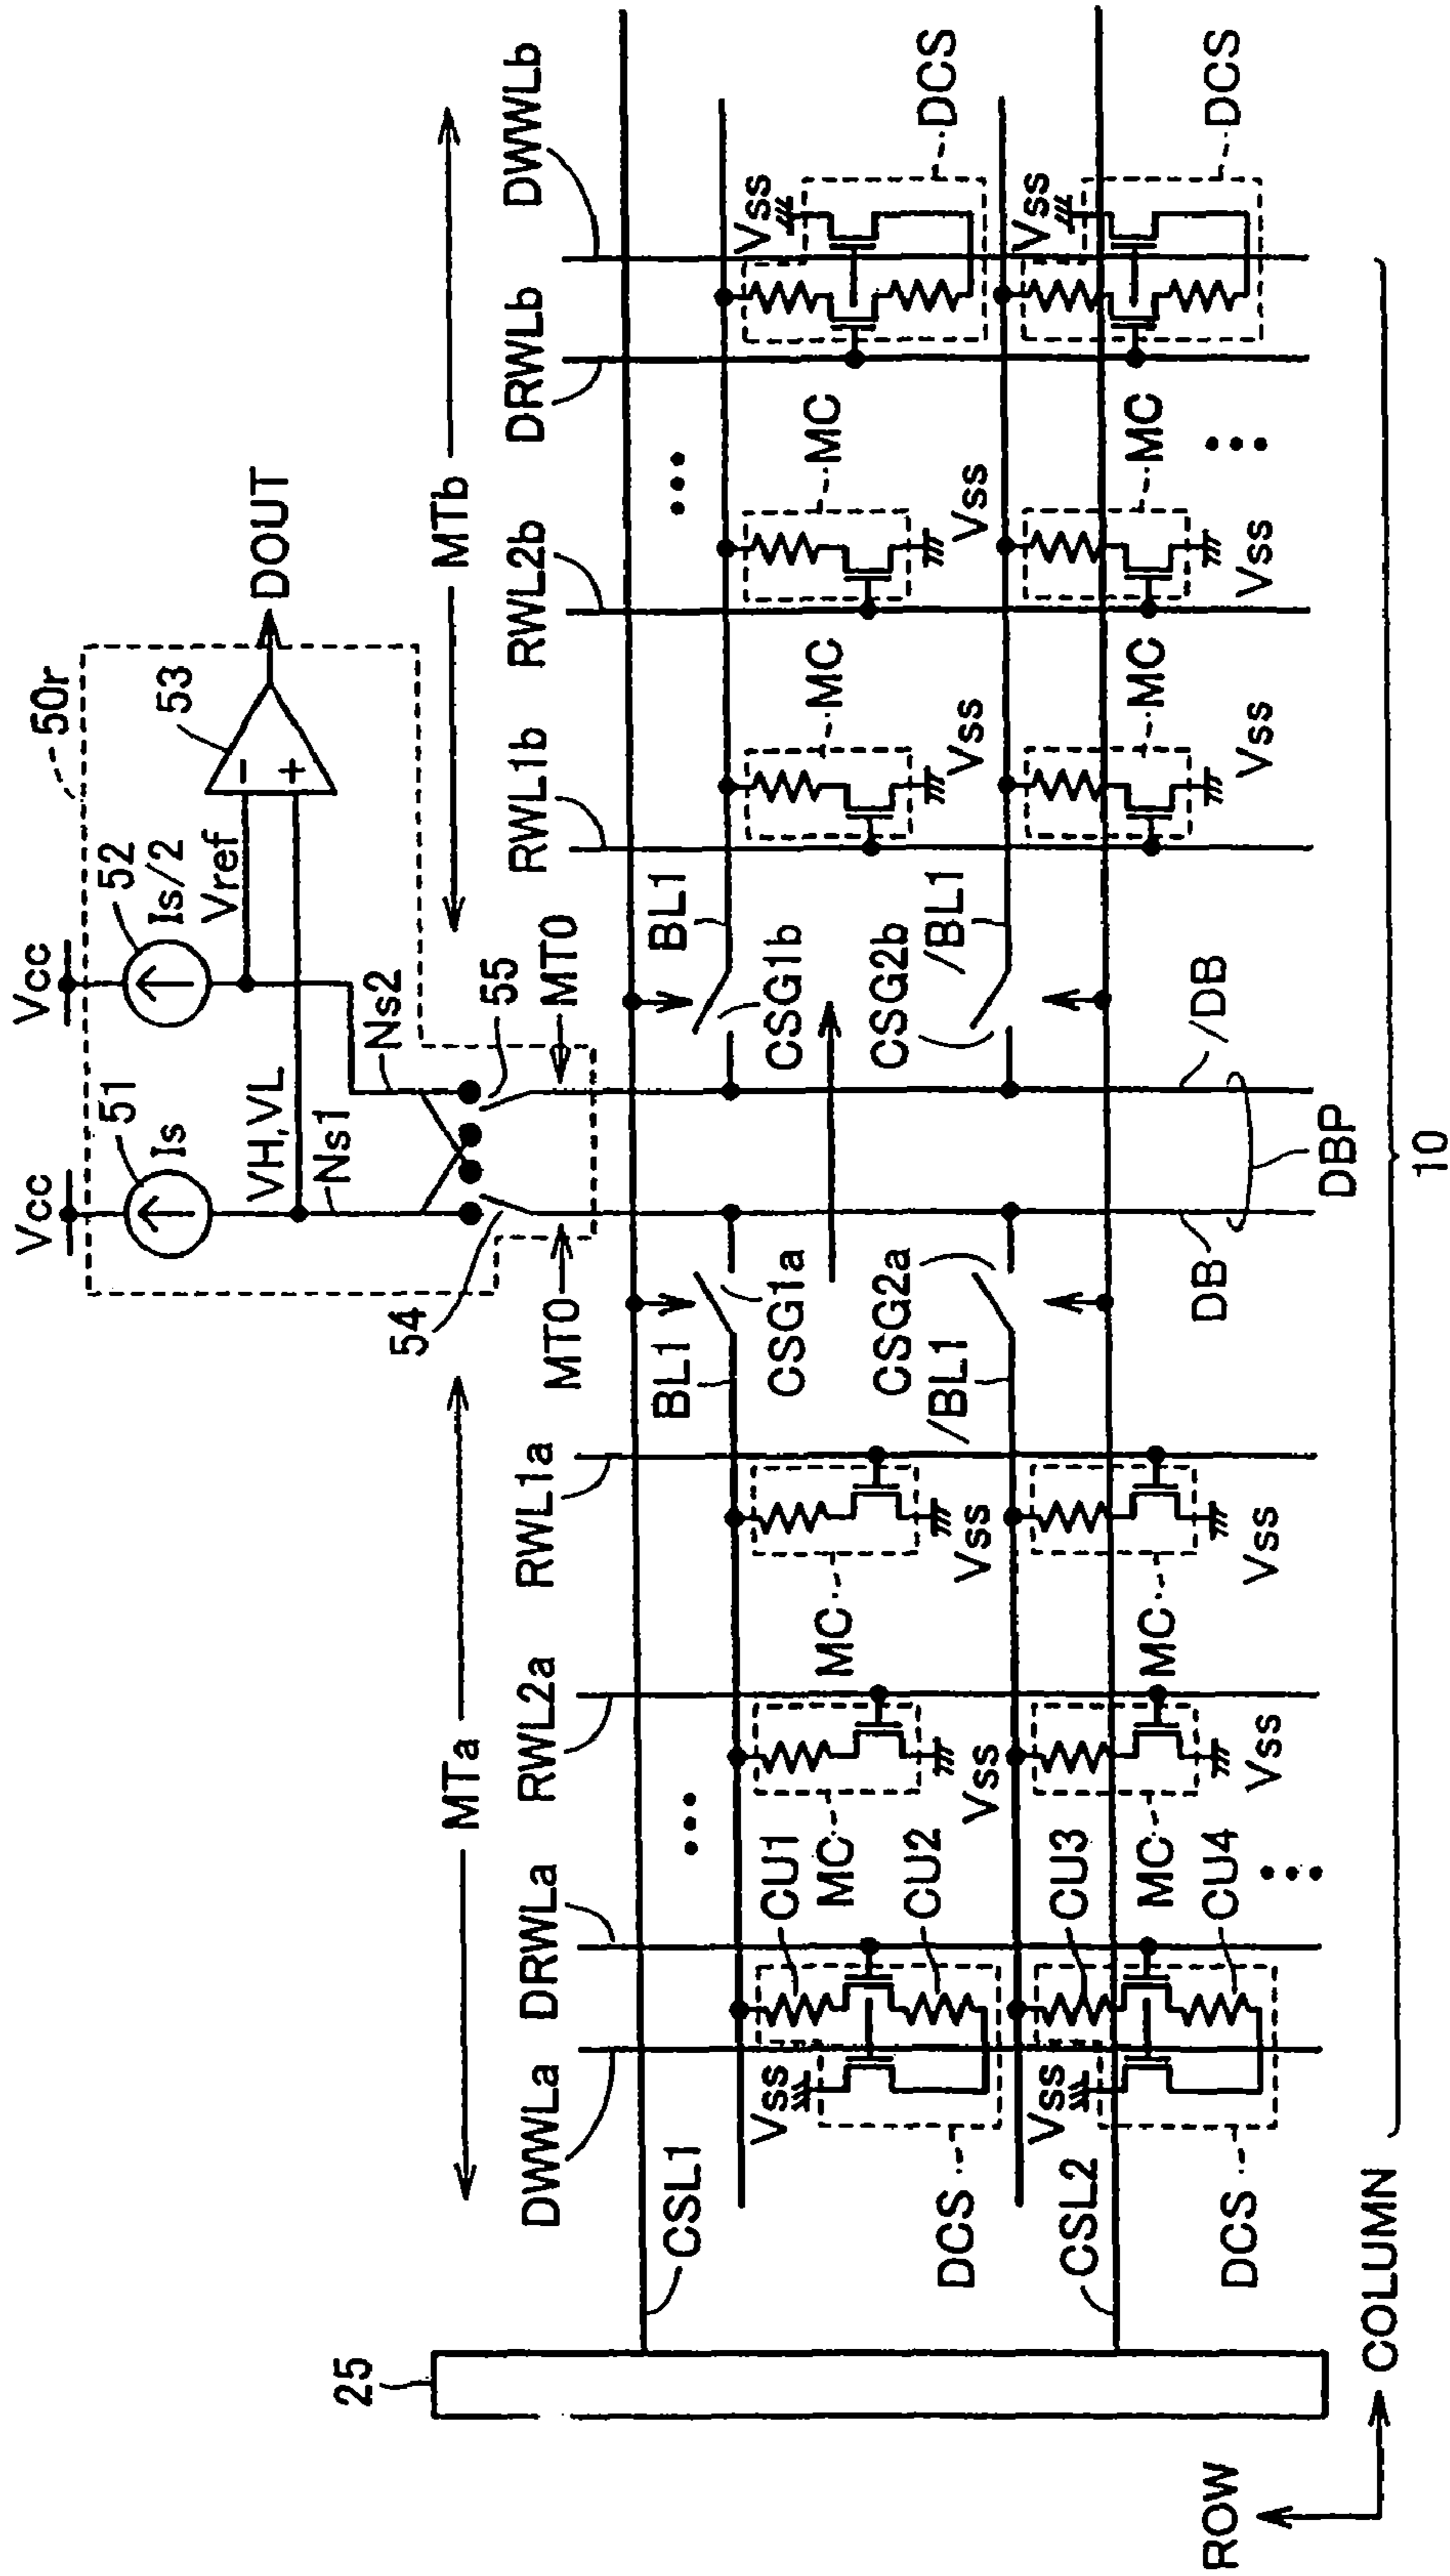 Vcc
Vcc
50r
51
Is
52
Is/2
53
DOUT
VH,VL
Vref
-
+
Ns1
Ns2
54
55
MT0
MT0
MTa
MTb
25
DWWLa
DRWLa
RWL2a
RWL1a
RWL1b
RWL2b
DRWLb
DWWLb
CSL1
BL1
BL1
Vss
CU1
CSG1a
CSG1b
Vss
MC
MC
MC
MC
CU2
DCS
Vss
Vss
Vss
Vss
DCS
/BL1
CSG2a
CSG2b
/BL1
CSL2
Vss
CU3
Vss
MC
MC
MC
MC
CU4
DCS
Vss
Vss
Vss
Vss
DCS
DB
/DB
DBP
10
ROW
COLUMN